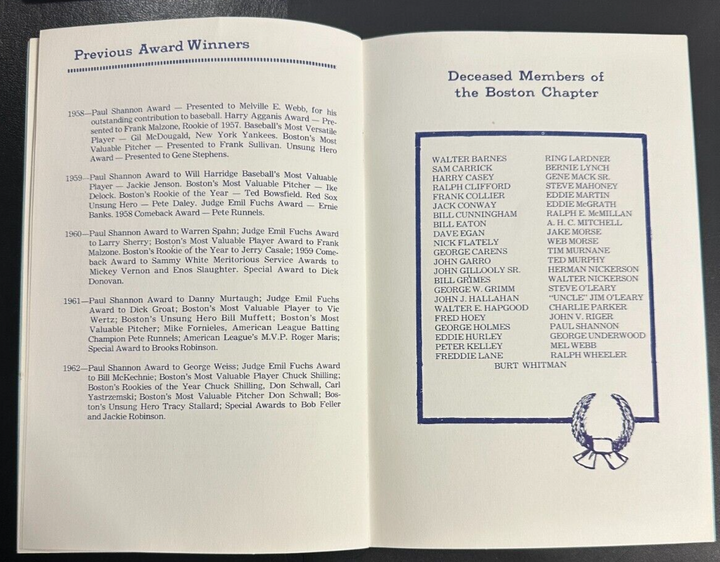 Previous Award Winners
1958—Paul Shannon Award — Presented to Melville E. Webb, for his
outstanding contribution to baseball. Harry Agganis Award — Pre-
sented to Frank Malzone, Rookie of 1957. Baseball's Most Versatile
Player — Gil McDougald, New York Yankees. Boston's Most
Valuable Pitcher — Presented to Frank Sullivan. Unsung Hero
Award — Presented to Gene Stephens.
1959—Paul Shannon Award to Will Harridge Baseball's Most Valuable
Player — Jackie Jenson. Boston's Most Valuable Pitcher — Ike
Delock. Boston's Rookie of the Year — Ted Bowsfield. Red Sox
Unsung Hero — Pete Daley. Judge Emil Fuchs Award — Ernie
Banks. 1958 Comeback Award — Pete Runnels.
1960—Paul Shannon Award to Warren Spahn; Judge Emil Fuchs Award
to Larry Sherry; Boston's Most Valuable Player Award to Frank
Malzone. Boston's Rookie of the Year to Jerry Casale; 1959 Come-
back Award to Sammy White Meritorious Service Awards to
Mickey Vernon and Enos Slaughter. Special Award to Dick
Donovan.
1961—Paul Shannon Award to Danny Murtaugh; Judge Emil Fuchs
Award to Dick Groat; Boston's Most Valuable Player to Vic
Wertz; Boston's Unsung Hero Bill Muffett; Boston's Most
Valuable Pitcher; Mike Fornieles, American League Batting
Champion Pete Runnels; American League's M.V.P. Roger Maris;
Special Award to Brooks Robinson.
1962—Paul Shannon Award to George Weiss; Judge Emil Fuchs Award
to Bill McKechnie; Boston's Most Valuable Player Chuck Shilling;
Boston's Rookies of the Year Chuck Shilling, Don Schwall, Carl
Yastrzemski; Boston's Most Valuable Pitcher Don Schwall; Bos-
ton's Unsung Hero Tracy Stallard; Special Awards to Bob Feller
and Jackie Robinson.
Deceased Members of
the Boston Chapter
WALTER BARNES
SAM CARRICK
HARRY CASEY
RALPH CLIFFORD
FRANK COLLIER
JACK CONWAY
BILL CUNNINGHAM
BILL EATON
DAVE EGAN
NICK FLATELY
GEORGE CARENS
JOHN GARRO
JOHN GILLOOLY SR.
BILL GRIMES
GEORGE W. GRIMM
JOHN J. HALLAHAN
WALTER E. HAPGOOD
FRED HOEY
GEORGE HOLMES
EDDIE HURLEY
PETER KELLEY
FREDDIE LANE
RING LARDNER
BERNIE LYNCH
GENE MACK SR.
STEVE MAHONEY
EDDIE MARTIN
EDDIE McGRATH
RALPH E. McMILLAN
A. H. C. MITCHELL
JAKE MORSE
WEB MORSE
TIM MURNANE
TED MURPHY
HERMAN NICKERSON
WALTER NICKERSON
STEVE O'LEARY
"UNCLE" JIM O'LEARY
CHARLIE PARKER
JOHN V. RIGER
PAUL SHANNON
GEORGE UNDERWOOD
MEL WEBB
RALPH WHEELER
BURT WHITMAN